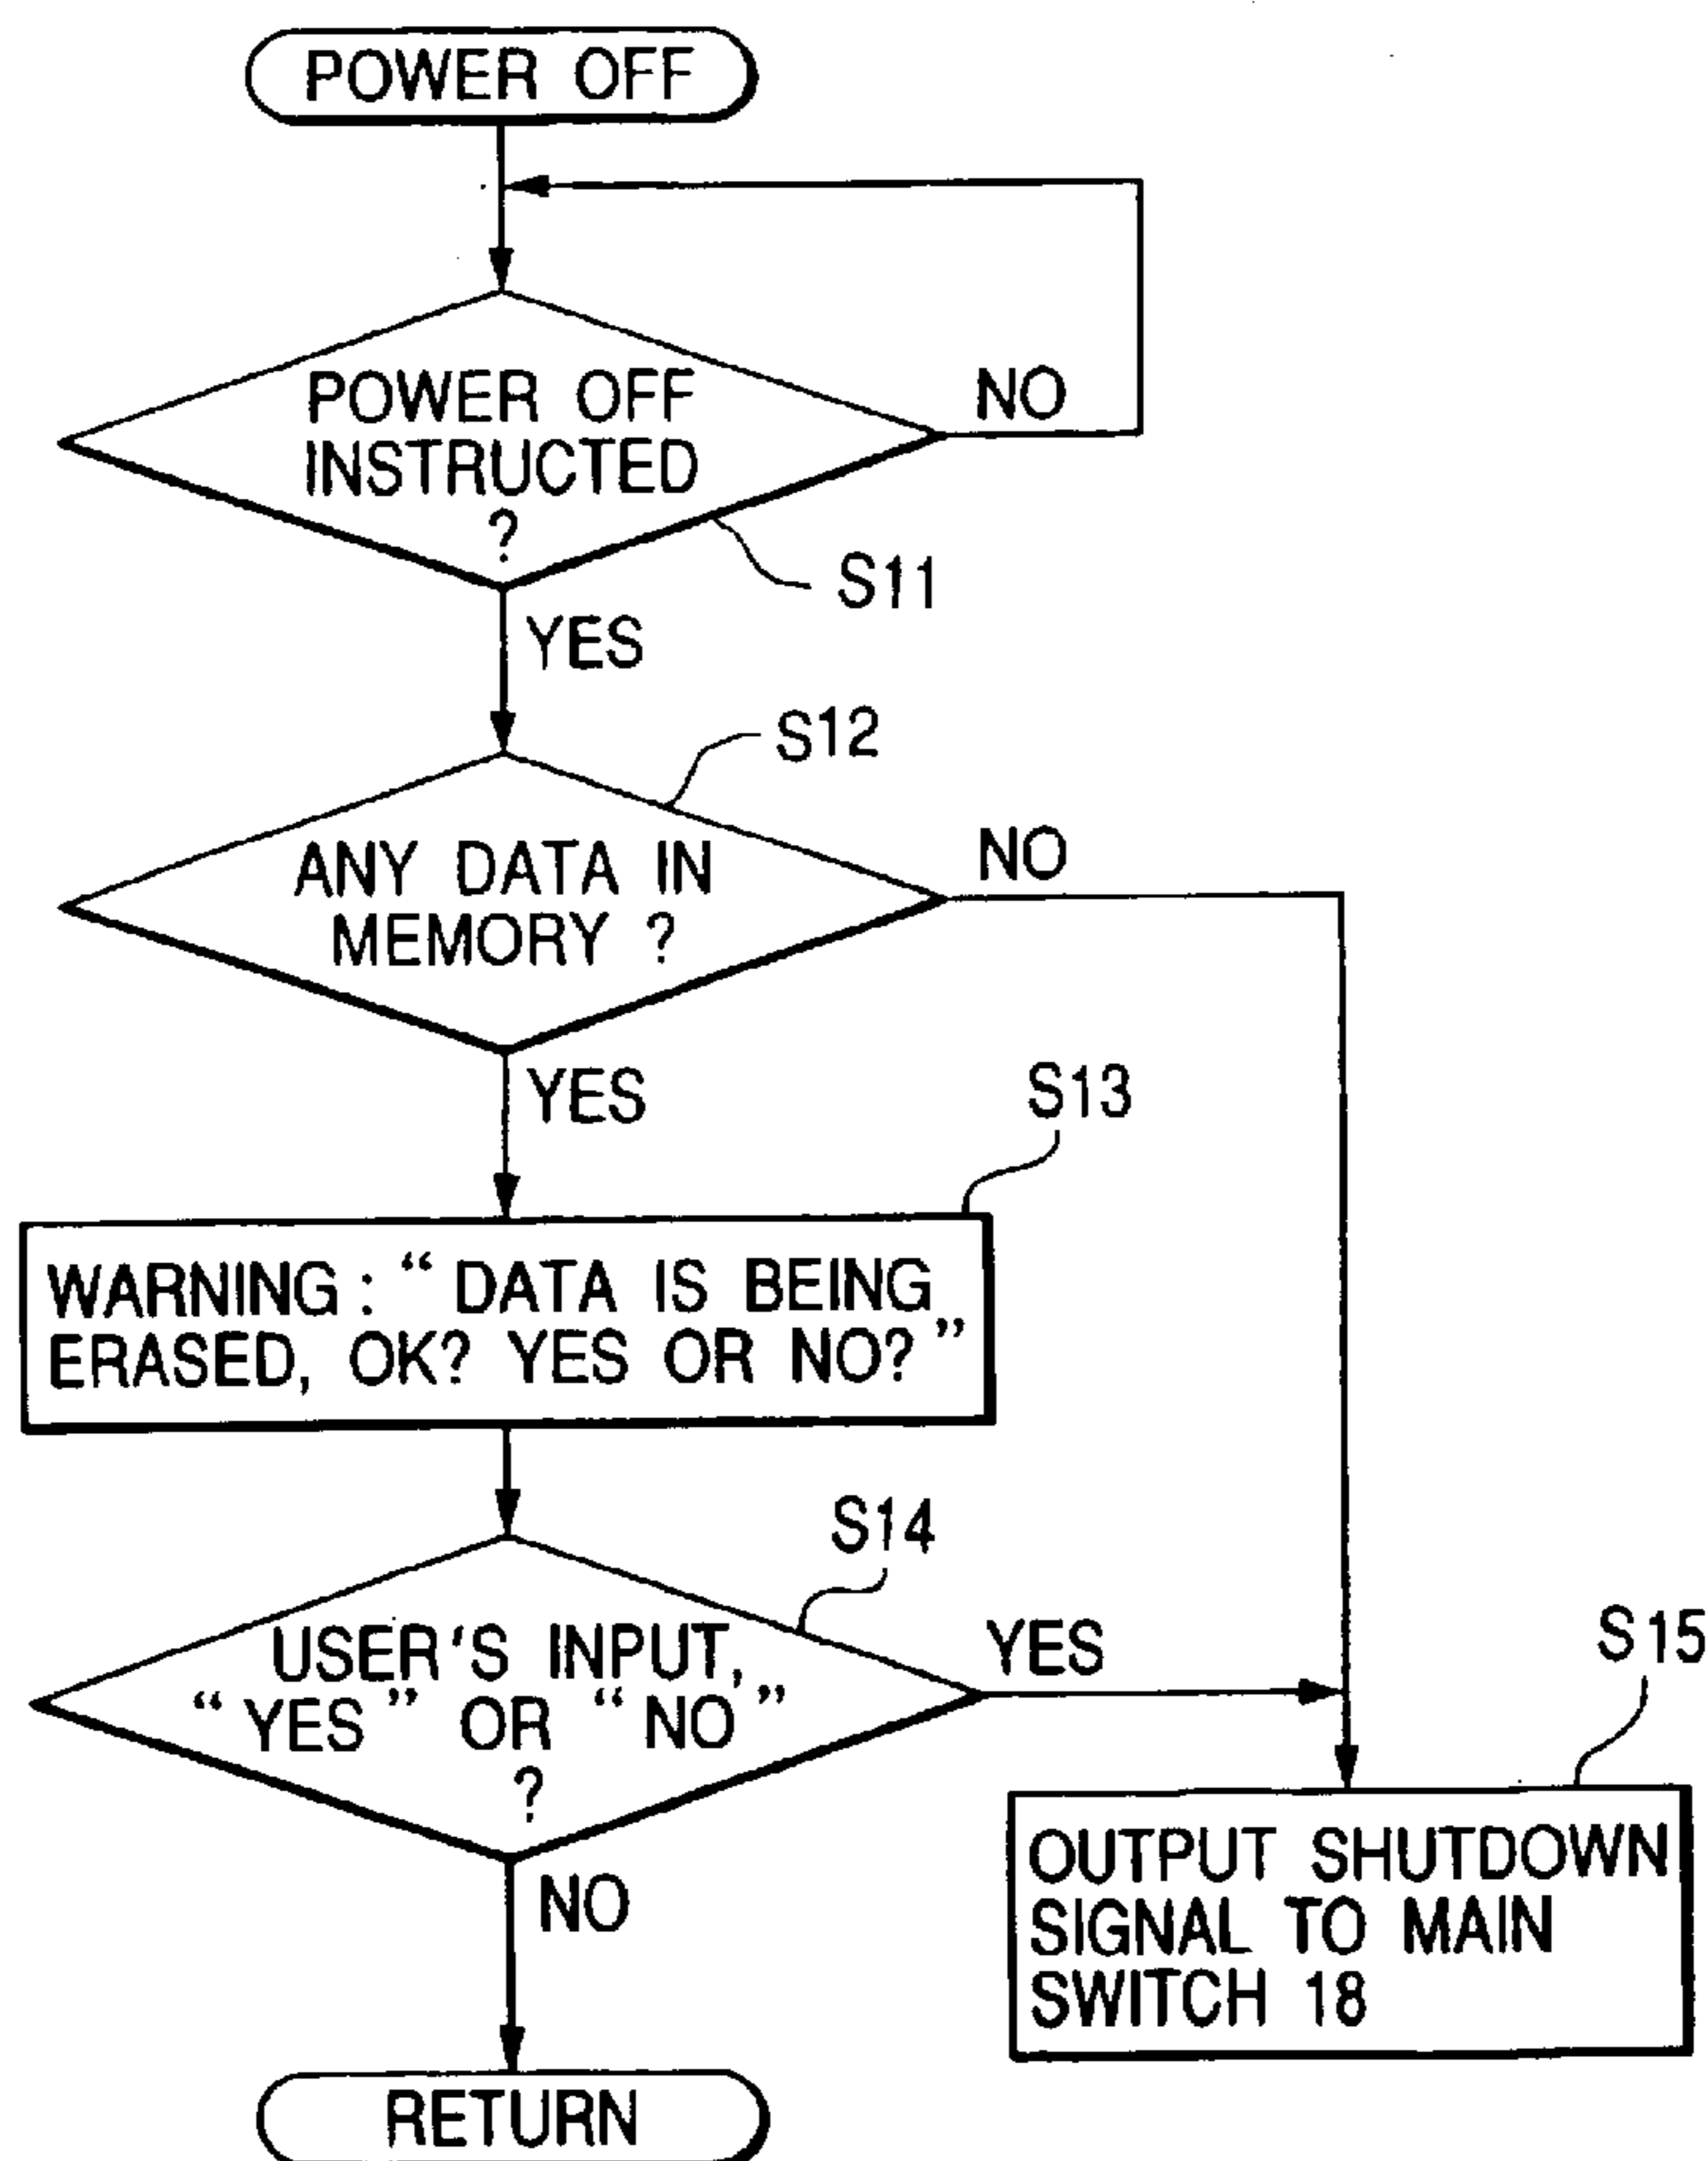 POWER OFF
POWER OFF
INSTRUCTED
?
NO
S11
YES
S12
ANY DATA IN
MEMORY ?
NO
YES
S13
WARNING : “ DATA IS BEING
ERASED, OK? YES OR NO? ”
S14
USER'S INPUT,
“ YES ” OR “ NO ”
?
YES
S15
NO
OUTPUT SHUTDOWN
SIGNAL TO MAIN
SWITCH 18
RETURN